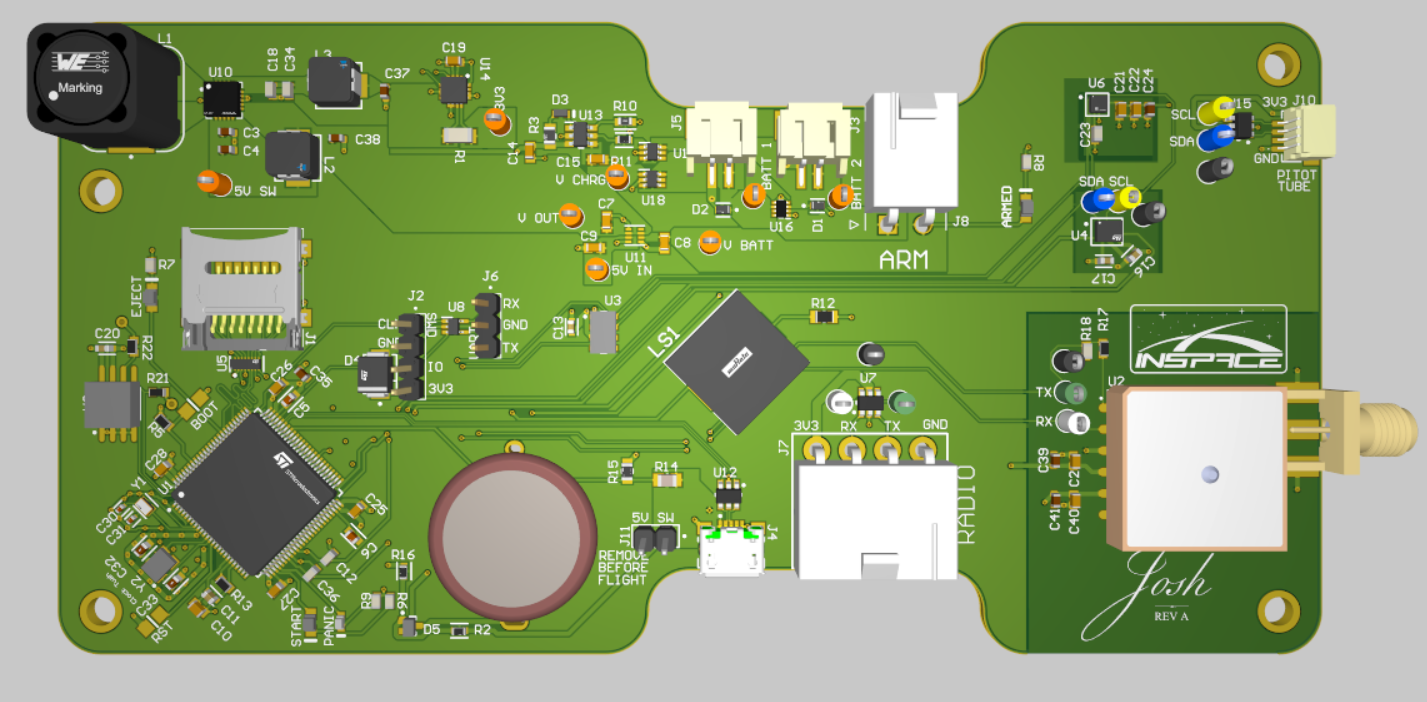 L1
WE
Marking
U10
C18
C34
L3
C37
C19
U14
3V3
R1
C3
C4
5V SW
L2
C38
C14
R3
D3
U13
R10
C15
R11
V CHRG
U18
J5
BATT 1
J3
BATT 2
D2
U16
D1
J8
ARM
V OUT
C7
C9
U11
C8
5V IN
V BATT
ARMED
R8
U6
C21
C22
C24
C23
SCL
SDA
U15
3V3
J10
GND
PITOT
TUBE
SDA
SCL
U4
C17
C16
R7
EJECT
C20
R22
R21
J1
U5
C26
C35
C5
BOOT
J2
SWD
IO
3V3
U8
J6
RX
GND
TX
C13
U3
LS1
muRata
R12
U7
3V3
RX
TX
GND
J7
RADIO
R18
R17
INSPACE
U2
TX
RX
C39
C41
C40
C28
Y1
C30
C31
STMicroelectronics
C25
C6
Y2
C32
C33
RST
R13
C11
C10
C12
C36
START
PANIC
R9
R6
R16
D5
R2
R15
R14
U12
5V SW
J11
REMOVE
BEFORE
FLIGHT
J4
Josh
REV A